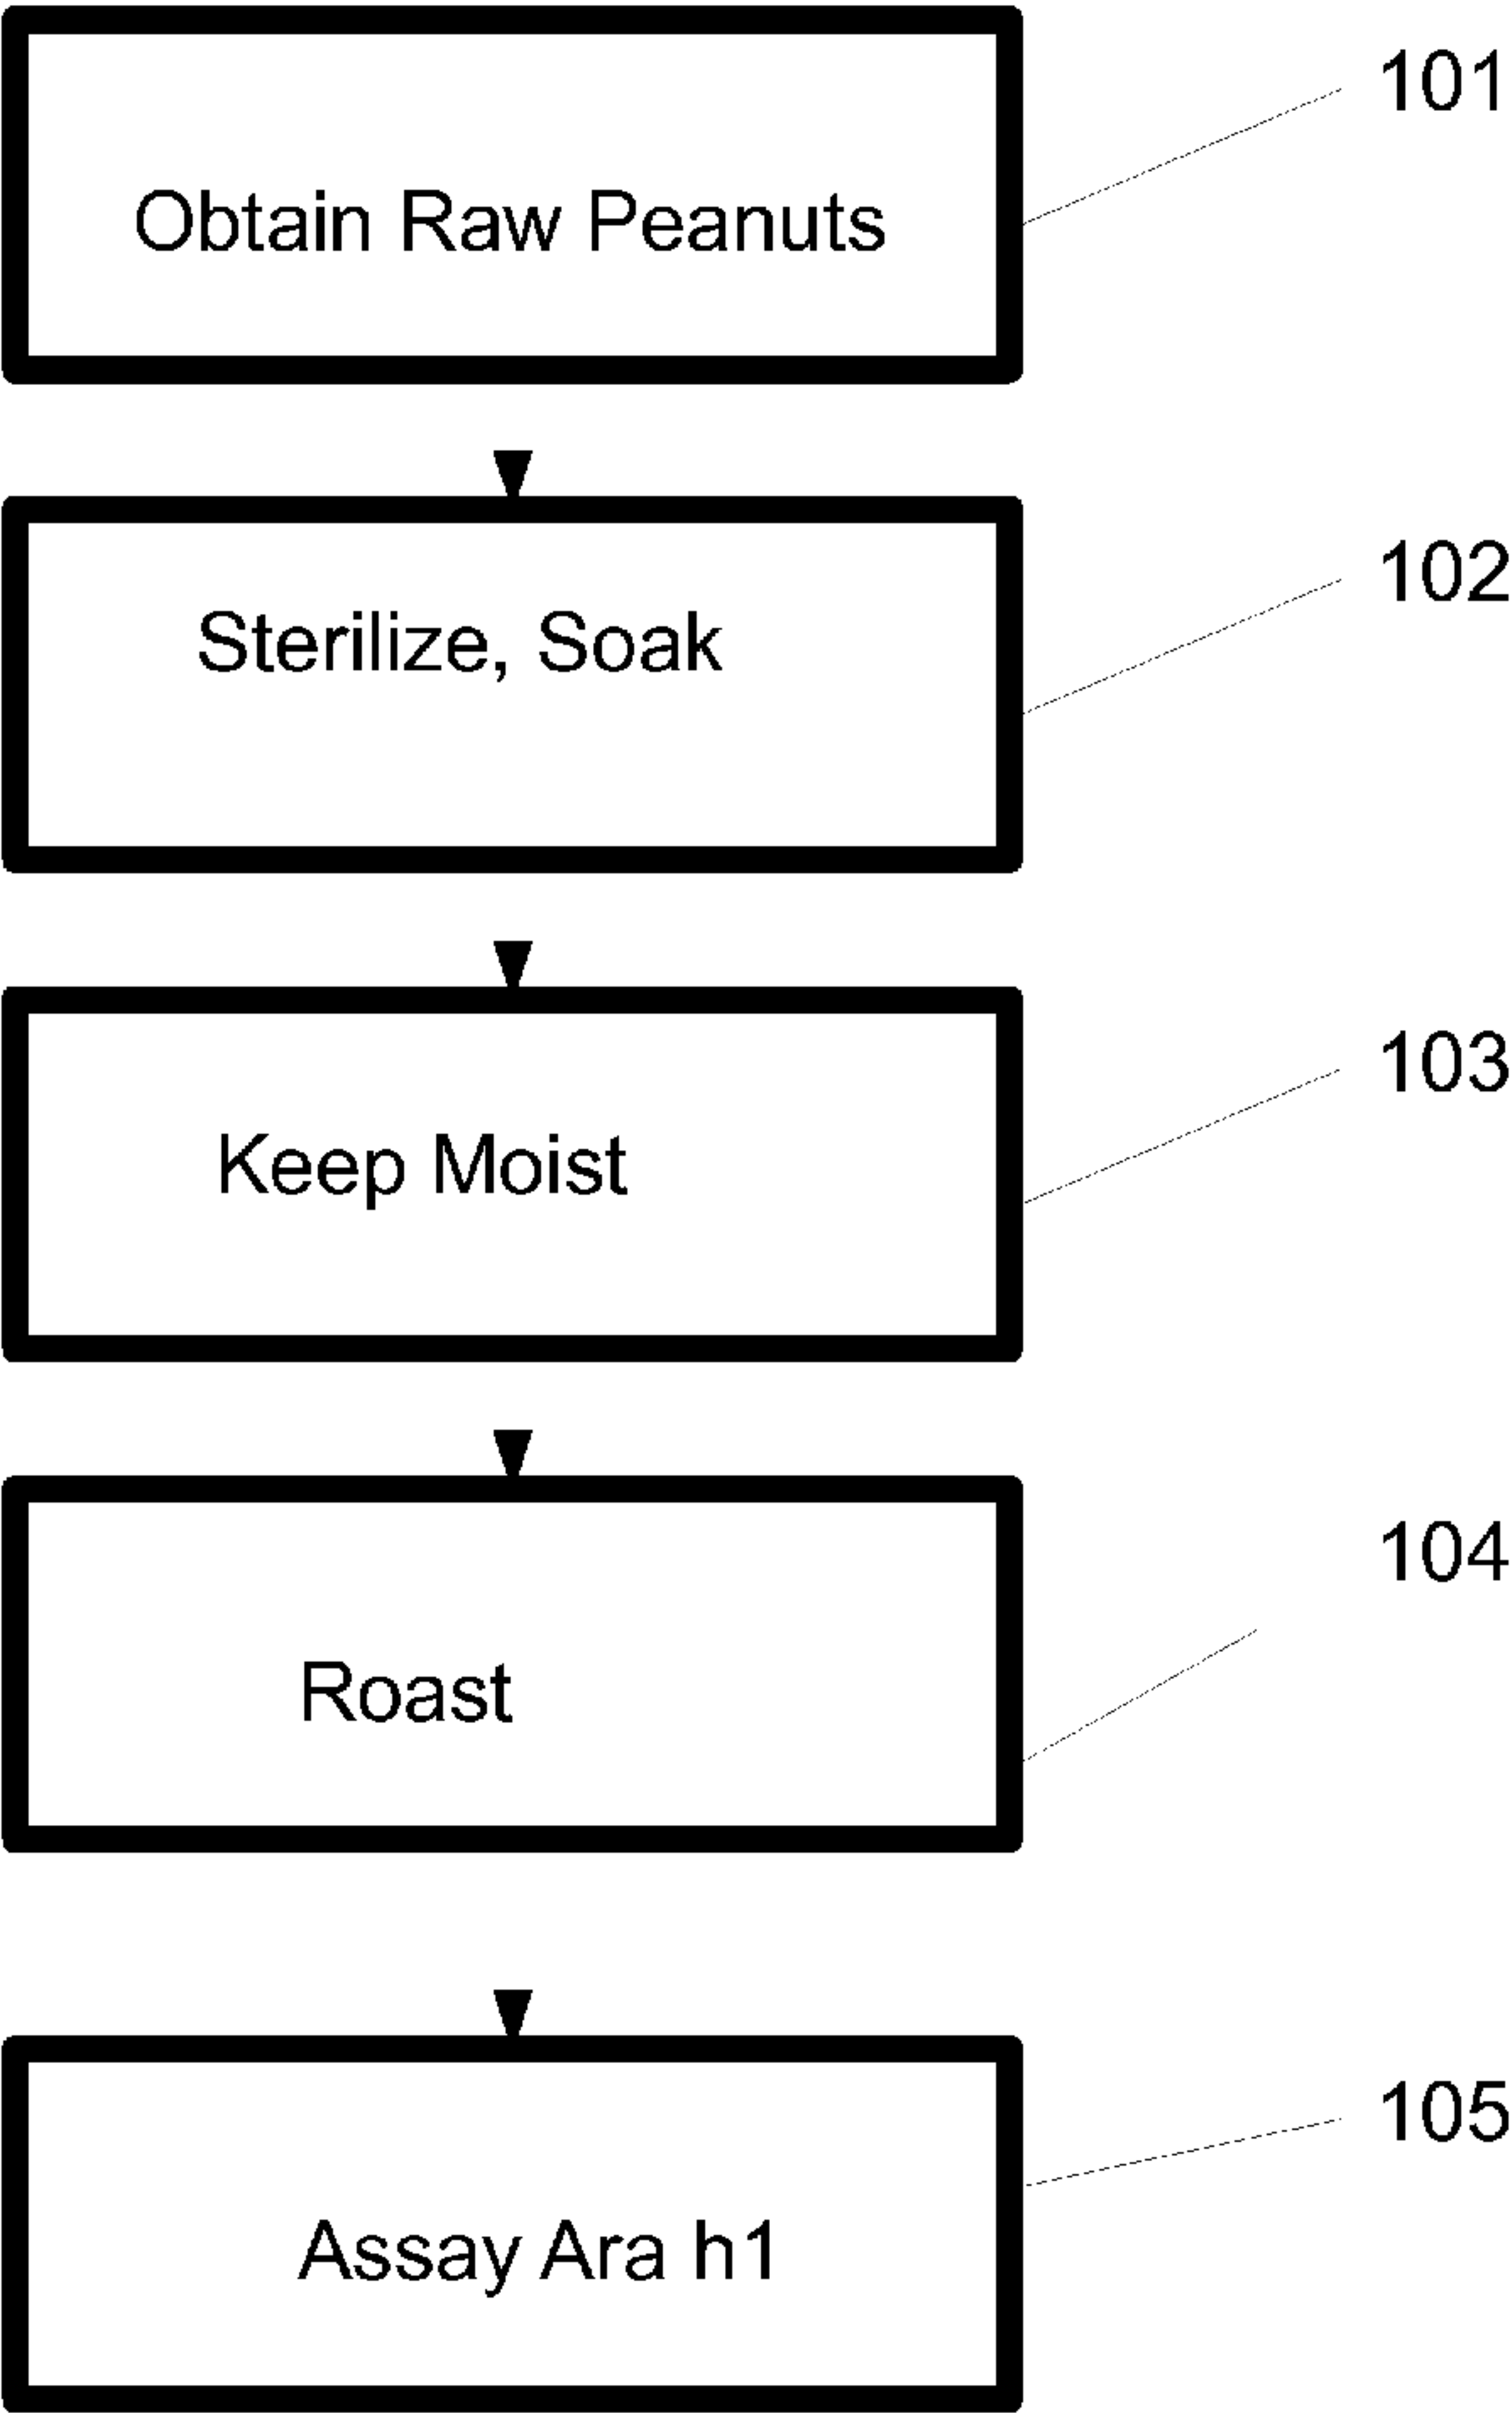 101
Obtain Raw Peanuts
102
Sterilize, Soak
103
Keep Moist
104
Roast
105
Assay Ara h1